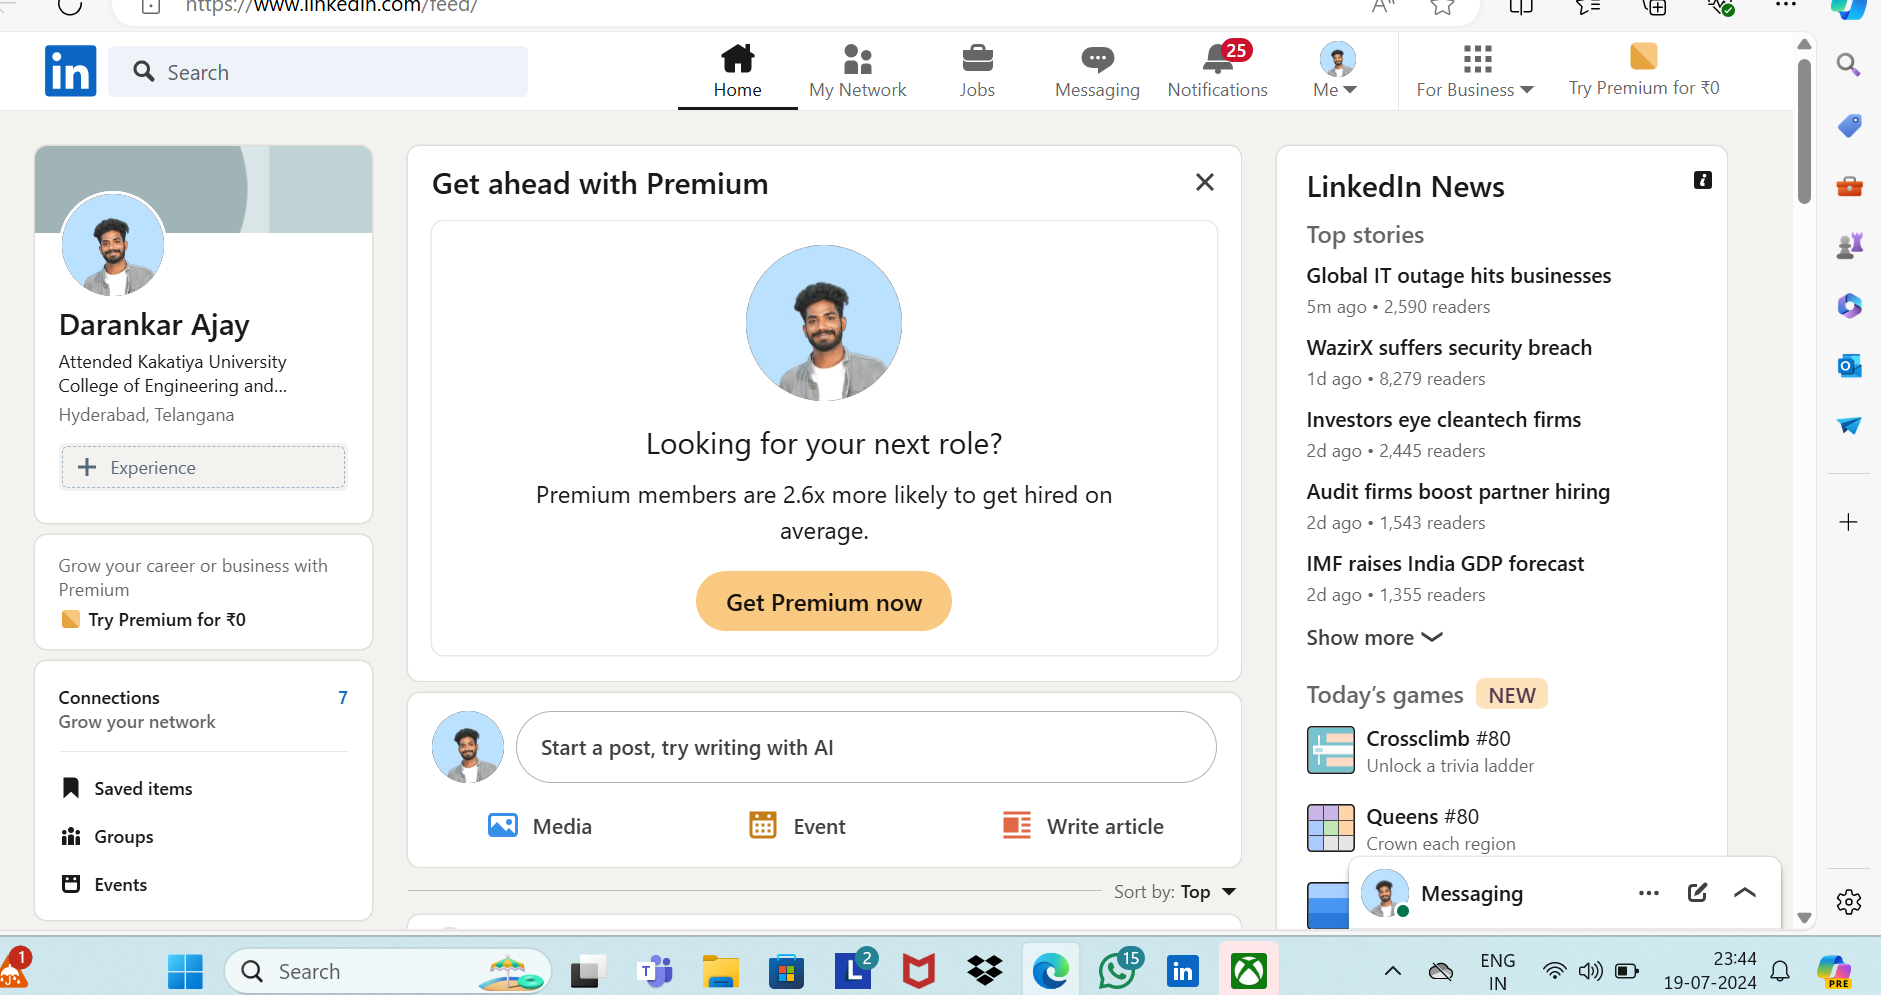 https://www.linkedin.com/feed/
in
Search
Home
My Network
Jobs
Messaging
25
Notifications
Me
For Business
Try Premium for ₹0
Darankar Ajay
Attended Kakatiya University
College of Engineering and...
Hyderabad, Telangana
+ Experience
Grow your career or business with
Premium
Try Premium for ₹0
Connections 7
Grow your network
Saved items
Groups
Events
Get ahead with Premium
Looking for your next role?
Premium members are 2.6x more likely to get hired on
average.
Get Premium now
Start a post, try writing with AI
Media
Event
Write article
Sort by: Top
LinkedIn News
Top stories
Global IT outage hits businesses
5m ago • 2,590 readers
WazirX suffers security breach
1d ago • 8,279 readers
Investors eye cleantech firms
2d ago • 2,445 readers
Audit firms boost partner hiring
2d ago • 1,543 readers
IMF raises India GDP forecast
2d ago • 1,355 readers
Show more
Today’s games NEW
Crossclimb #80
Unlock a trivia ladder
Queens #80
Crown each region
Messaging
1
Search
T
L
2
15
in
ENG
IN
23:44
19-07-2024
PRE